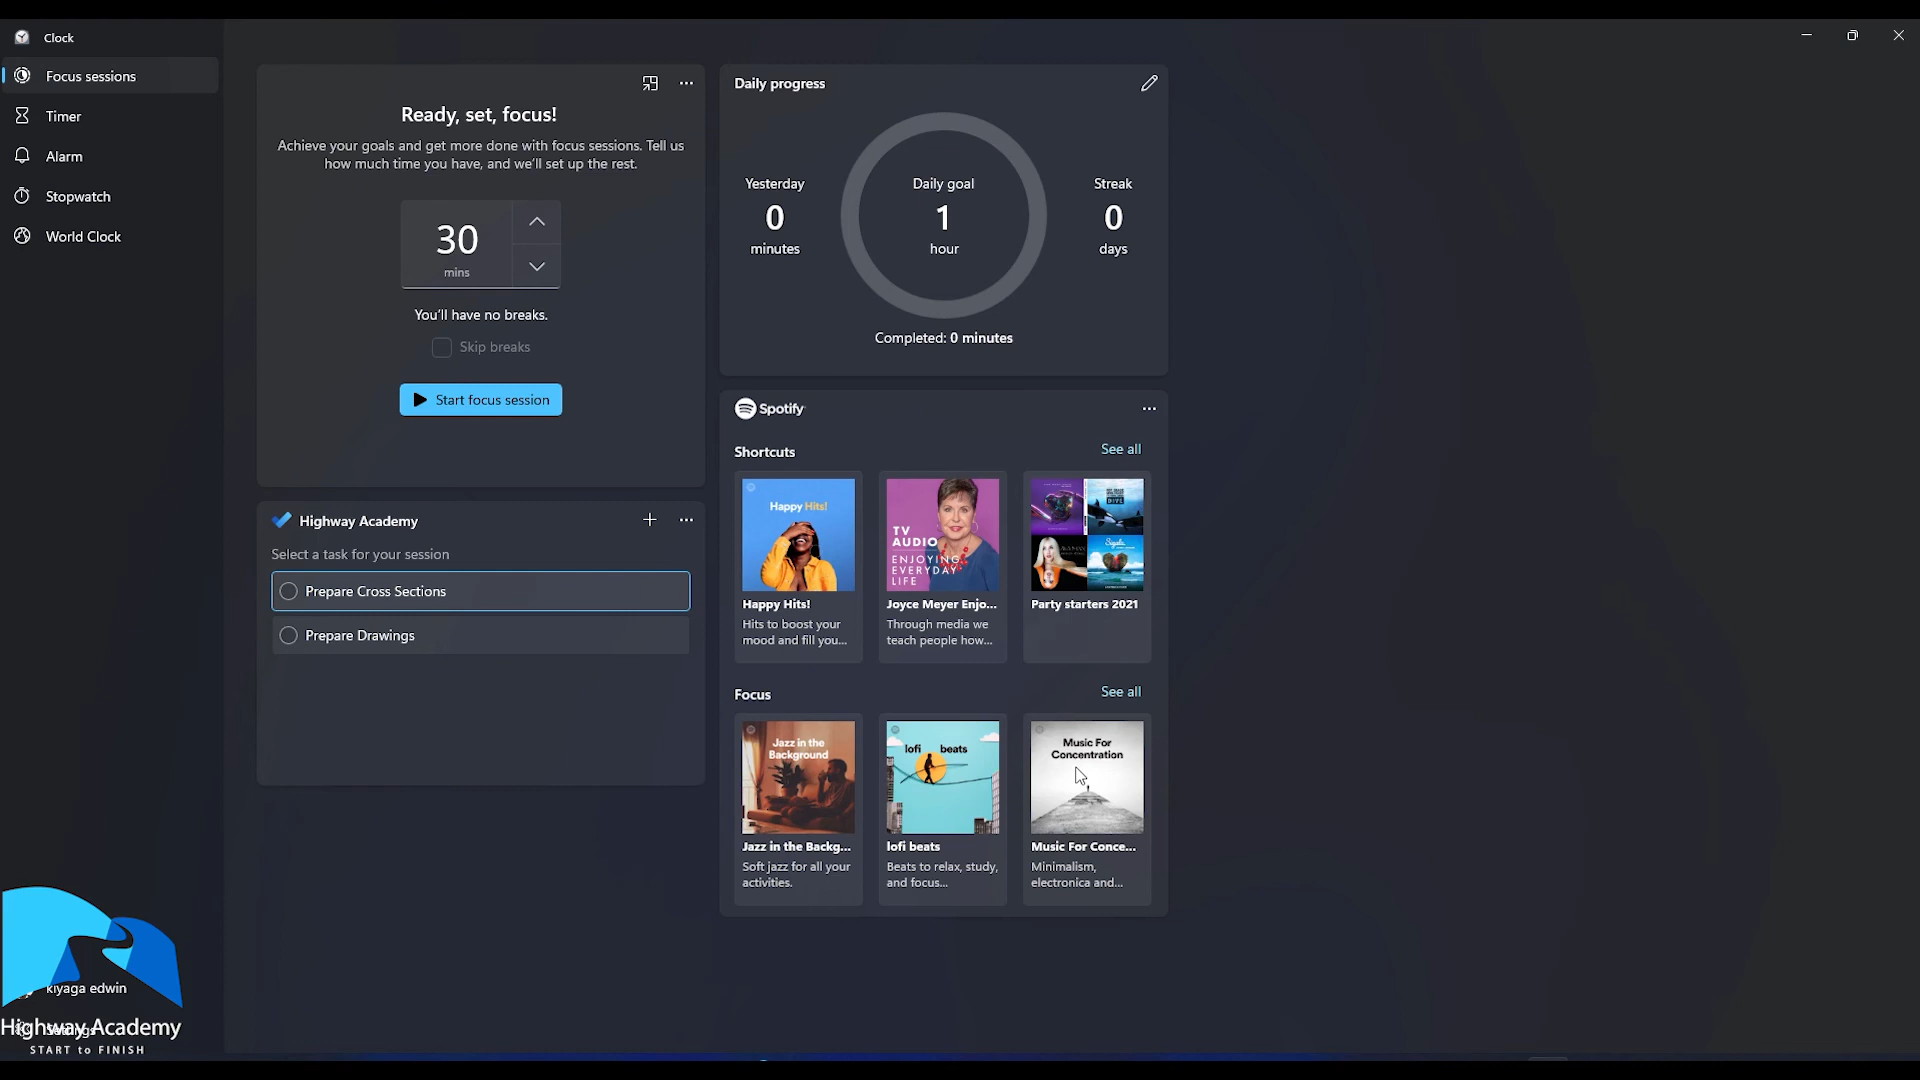 Clock
Focus sessions
Timer
Alarm
Stopwatch
World Clock
Ready, set, focus!
Achieve your goals and get more done with focus sessions. Tell us
how much time you have, and we'll set up the rest.
30
mins
You'll have no breaks.
Skip breaks
Start focus session
Highway Academy
Select a task for your session
Prepare Cross Sections
Prepare Drawings
Daily progress
Yesterday
0
minutes
Daily goal
1
hour
Streak
0
days
Completed: 0 minutes
Spotify
Shortcuts
See all
Happy Hits!
TV
AUDIO
ENJOYING
EVERYDAY
LIFE
Happy Hits!
Hits to boost your
mood and fill you...
Joyce Meyer Enjo...
Through media we
teach people how...
Party starters 2021
Focus
See all
Jazz in the
Background
lofi beats
Music For
Concentration
Jazz in the Backg...
Soft jazz for all your
activities.
lofi beats
Beats to relax, study,
and focus...
Music For Conce...
Minimalism,
electronica and...
kiyaga edwin
Settings
Highway Academy
START to FINISH